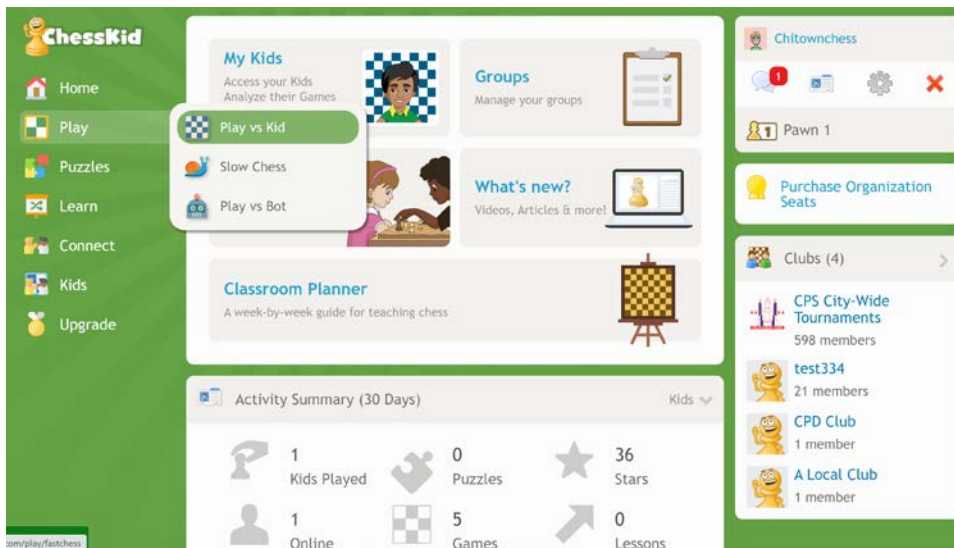 ChessKid
Home
Play
Puzzles
Learn
Connect
Kids
Upgrade
Play vs Kid
Slow Chess
Play vs Bot
My Kids
Access your Kids
Analyze their Games
Groups
Manage your groups
What's new?
Videos, Articles & more!
Classroom Planner
A week-by-week guide for teaching chess
Activity Summary (30 Days)
Kids
1
Kids Played
0
Puzzles
36
Stars
1
Online
5
Games
0
Lessons
Chitownchess
1
1
Pawn 1
Purchase Organization
Seats
Clubs (4)
CPS City-Wide
Tournaments
598 members
test334
21 members
CPD Club
1 member
A Local Club
1 member
com/play/fastchess